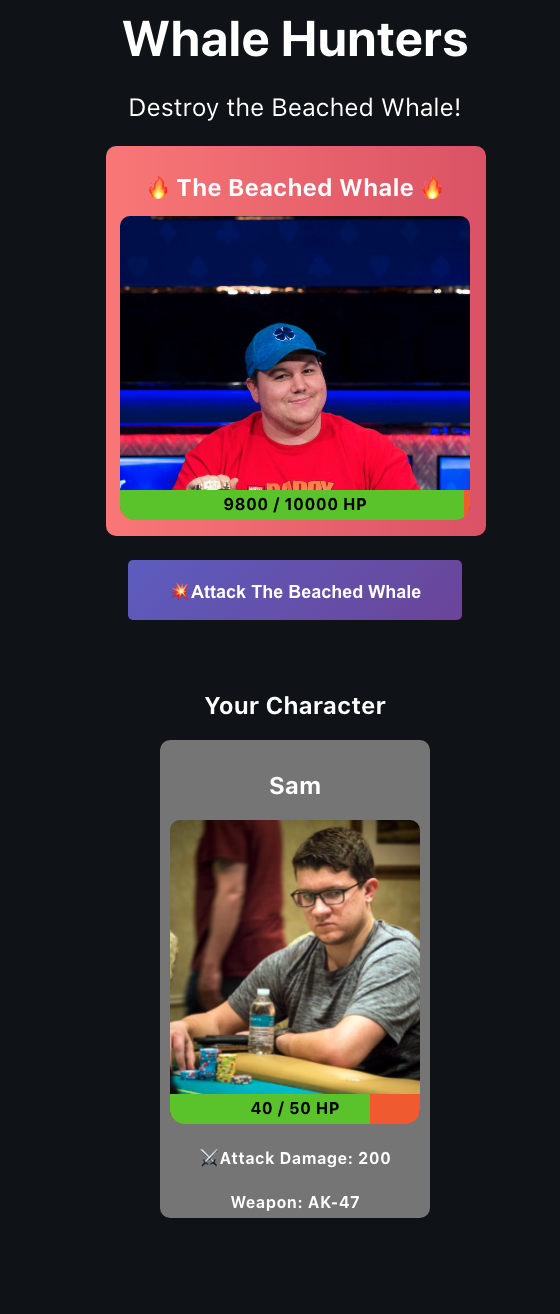 Whale Hunters
Destroy the Beached Whale!
🔥 The Beached Whale 🔥
DADDY
9800 / 10000 HP
💥Attack The Beached Whale
Your Character
Sam
40 / 50 HP
⚔Attack Damage: 200
Weapon: AK-47